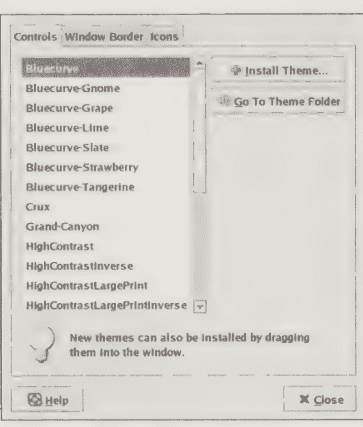 Controls Window Border Icons
Bluecurve
Install Theme...
Bluecurve-Gnome
Bluecurve-Grape
Go To Theme Folder
Bluecurve-Lime
Bluecurve-Slate
Bluecurve-Strawberry
Bluecurve-Tangerine
Crux
Grand-Canyon
HighContrast
HighContrastInverse
HighContrastLargePrint
HighContrastLargePrintInverse
New themes can also be installed by dragging
them into the window.
Help
Close